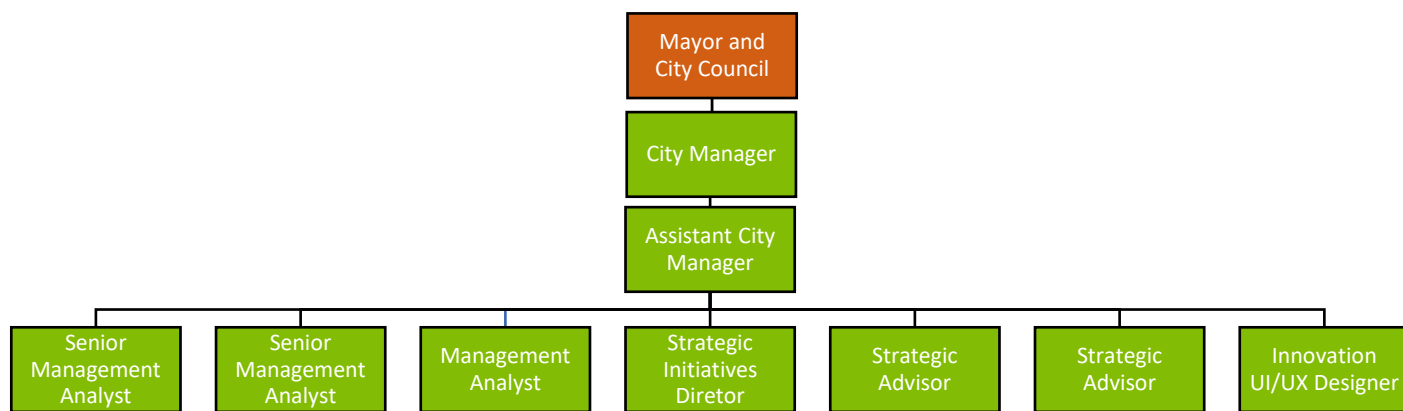 Mayor and
City Council
City Manager
Assistant City
Manager
Senior
Management
Analyst
Senior
Management
Analyst
Management
Analyst
Strategic
Initiatives
Diretor
Strategic
Advisor
Strategic
Advisor
Innovation
UI/UX Designer